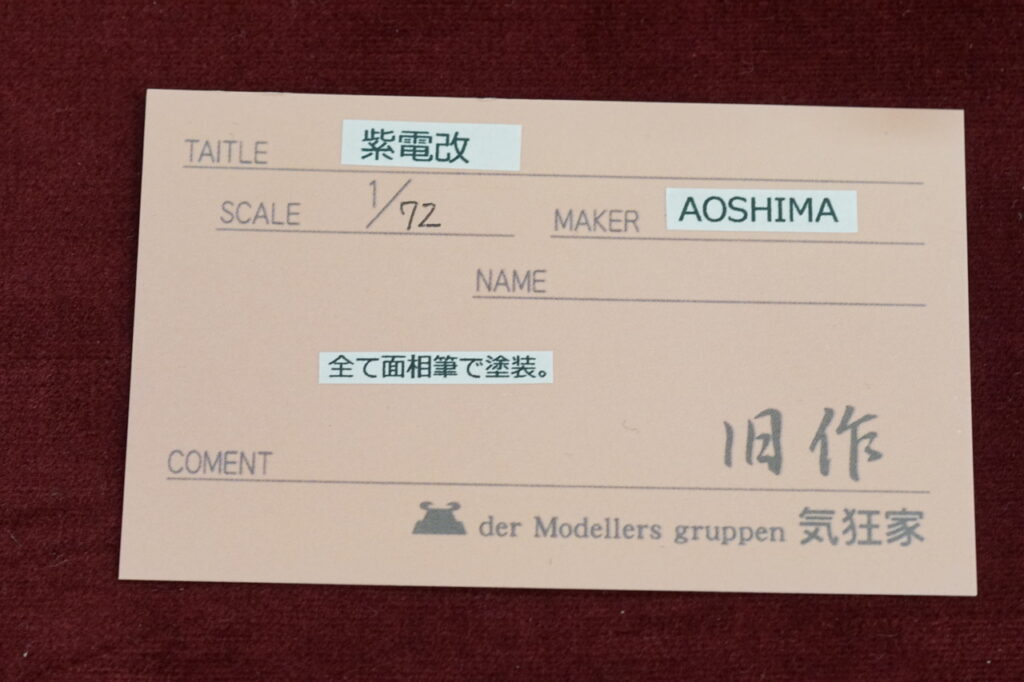 TAITLE 紫電改
SCALE 1/72 MAKER AOSHIMA
NAME
全て面相筆で塗装。
旧作
COMENT
der Modellers gruppen 気狂家